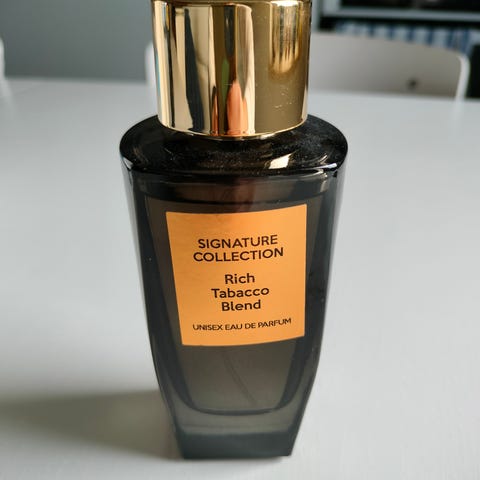 SIGNATURE
COLLECTION
Rich
Tabacco
Blend
UNISEX EAU DE PARFUM